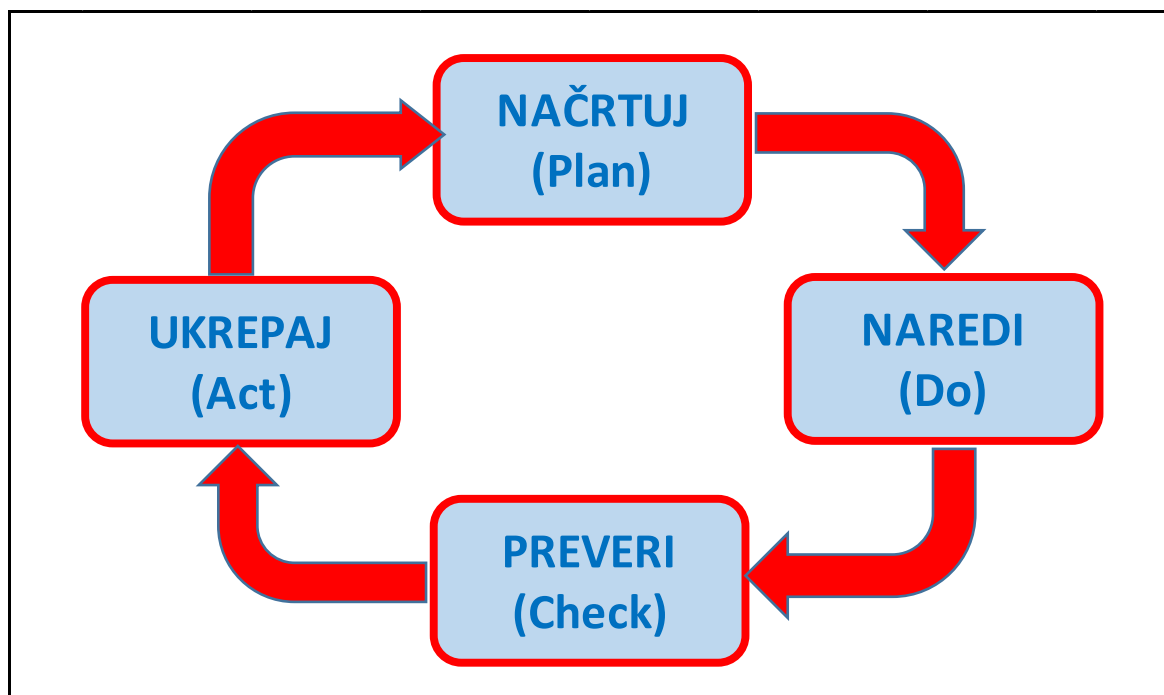 NAČRTUJ
(Plan)
NAREDI
(Do)
PREVERI
(Check)
UKREPAJ
(Act)